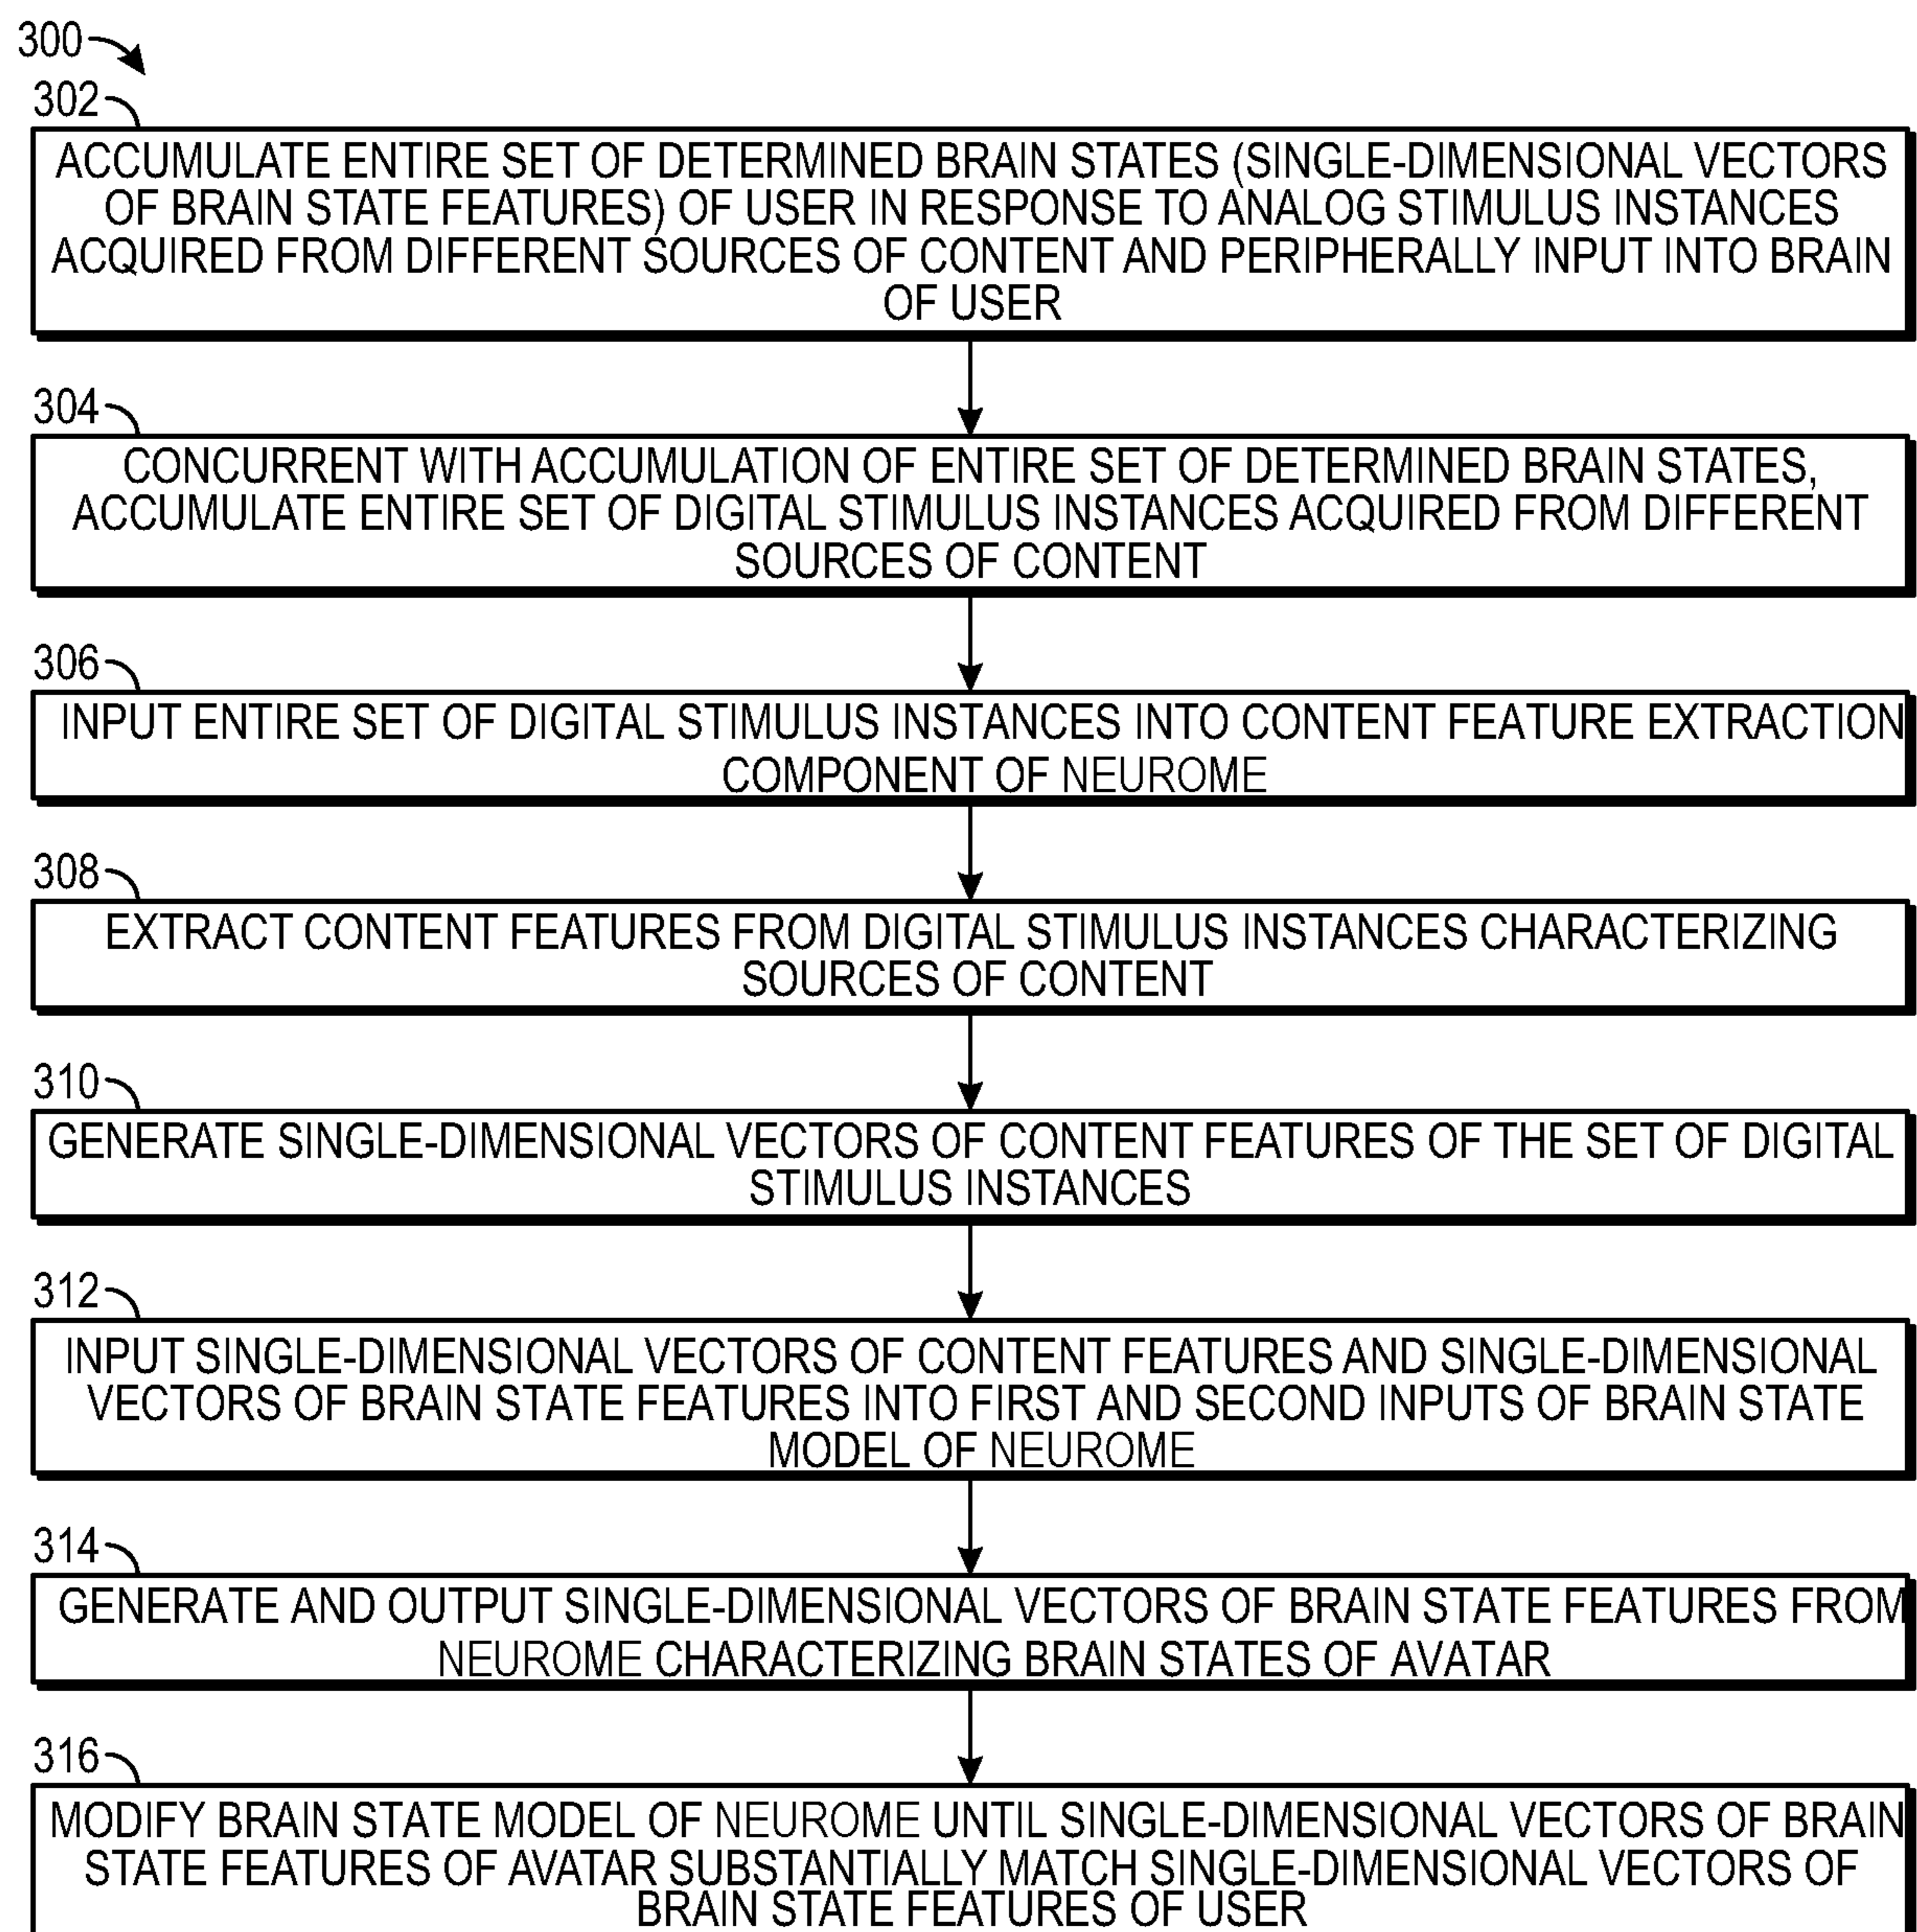 300
302
ACCUMULATE ENTIRE SET OF DETERMINED BRAIN STATES (SINGLE-DIMENSIONAL VECTORS
OF BRAIN STATE FEATURES) OF USER IN RESPONSE TO ANALOG STIMULUS INSTANCES
ACQUIRED FROM DIFFERENT SOURCES OF CONTENT AND PERIPHERALLY INPUT INTO BRAIN
OF USER
304
CONCURRENT WITH ACCUMULATION OF ENTIRE SET OF DETERMINED BRAIN STATES,
ACCUMULATE ENTIRE SET OF DIGITAL STIMULUS INSTANCES ACQUIRED FROM DIFFERENT
SOURCES OF CONTENT
306
INPUT ENTIRE SET OF DIGITAL STIMULUS INSTANCES INTO CONTENT FEATURE EXTRACTION
COMPONENT OF NEUROME
308
EXTRACT CONTENT FEATURES FROM DIGITAL STIMULUS INSTANCES CHARACTERIZING
SOURCES OF CONTENT
310
GENERATE SINGLE-DIMENSIONAL VECTORS OF CONTENT FEATURES OF THE SET OF DIGITAL
STIMULUS INSTANCES
312
INPUT SINGLE-DIMENSIONAL VECTORS OF CONTENT FEATURES AND SINGLE-DIMENSIONAL
VECTORS OF BRAIN STATE FEATURES INTO FIRST AND SECOND INPUTS OF BRAIN STATE
MODEL OF NEUROME
314
GENERATE AND OUTPUT SINGLE-DIMENSIONAL VECTORS OF BRAIN STATE FEATURES FROM
NEUROME CHARACTERIZING BRAIN STATES OF AVATAR
316
MODIFY BRAIN STATE MODEL OF NEUROME UNTIL SINGLE-DIMENSIONAL VECTORS OF BRAIN
STATE FEATURES OF AVATAR SUBSTANTIALLY MATCH SINGLE-DIMENSIONAL VECTORS OF
BRAIN STATE FEATURES OF USER